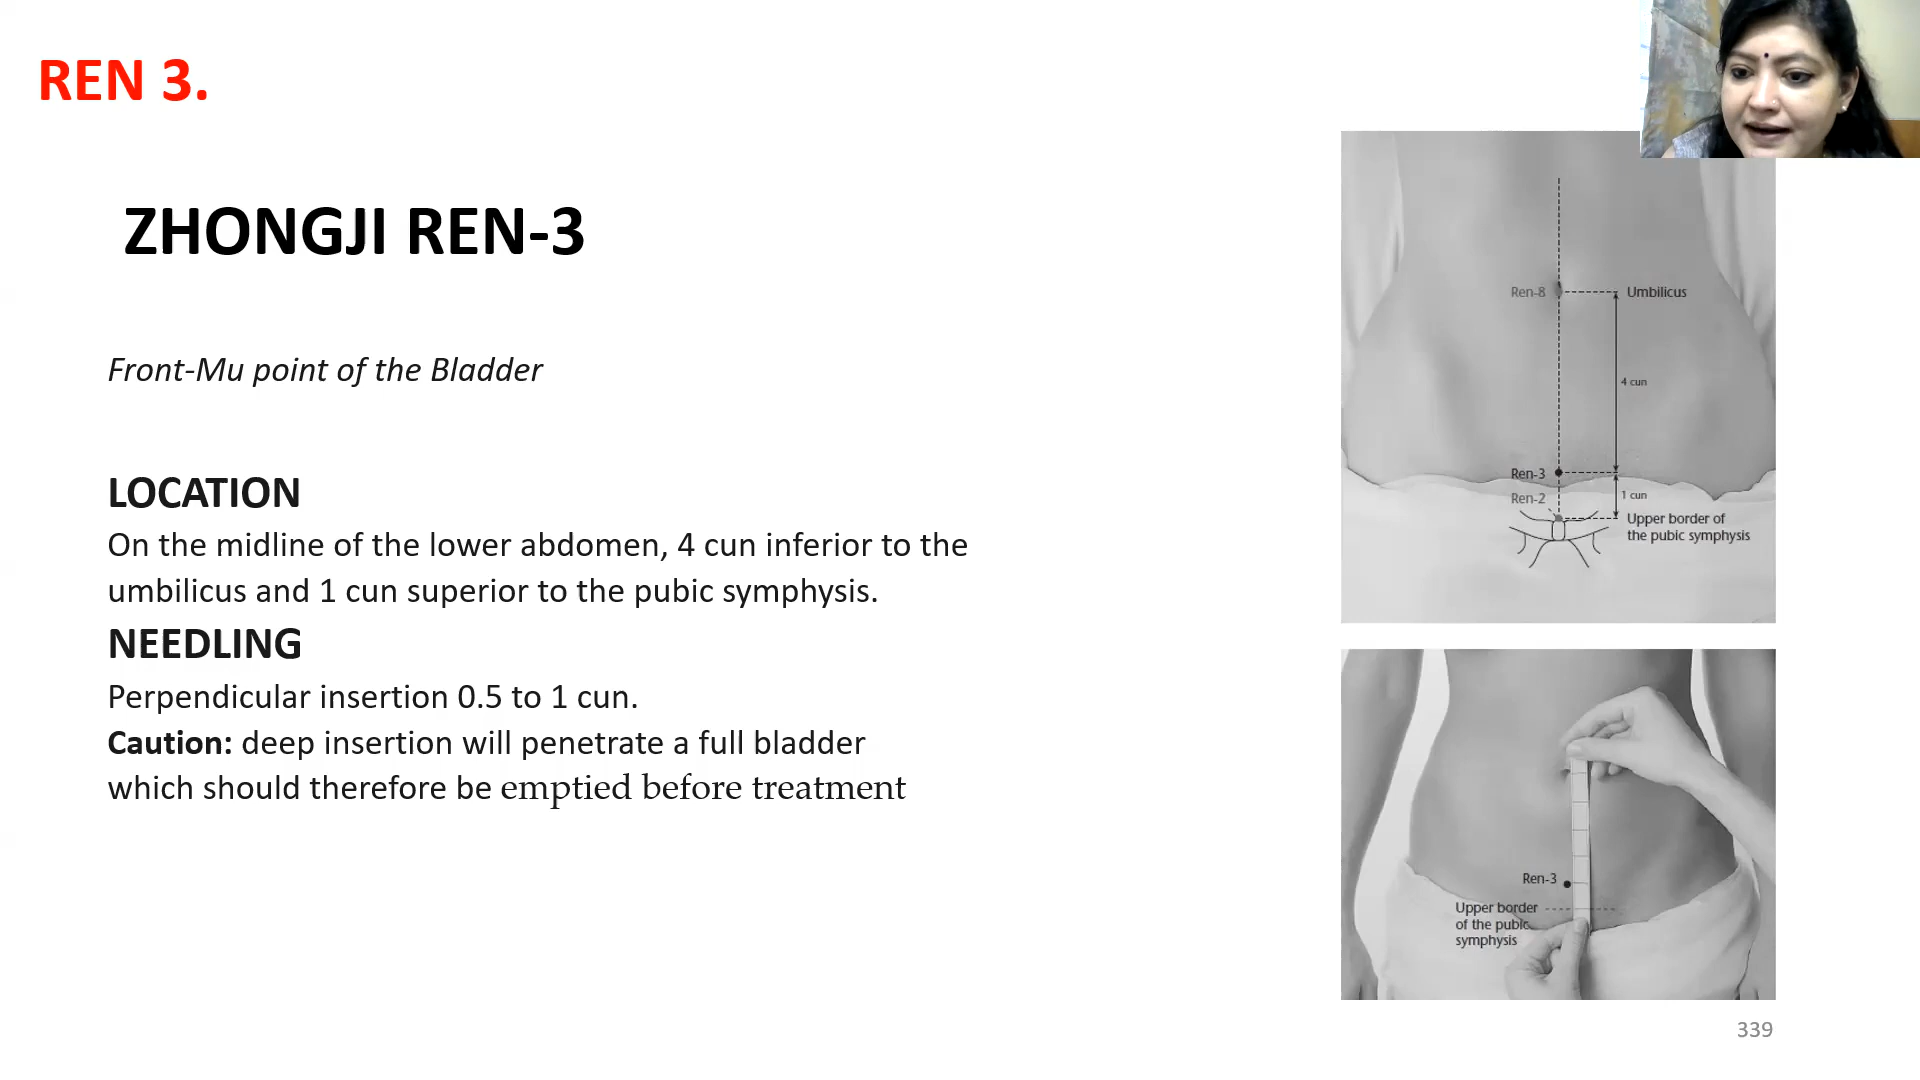 REN 3.
ZHONGJI REN-3
Front-Mu point of the Bladder
LOCATION
On the midline of the lower abdomen, 4 cun inferior to the
umbilicus and 1 cun superior to the pubic symphysis.
NEEDLING
Perpendicular insertion 0.5 to 1 cun.
Caution: deep insertion will penetrate a full bladder
which should therefore be emptied before treatment
Ren-8
Umbilicus
4 cun
Ren-3
Ren-2
1 cun
Upper border of
the pubic symphysis
Ren-3
Upper border
of the pubic
symphysis
339